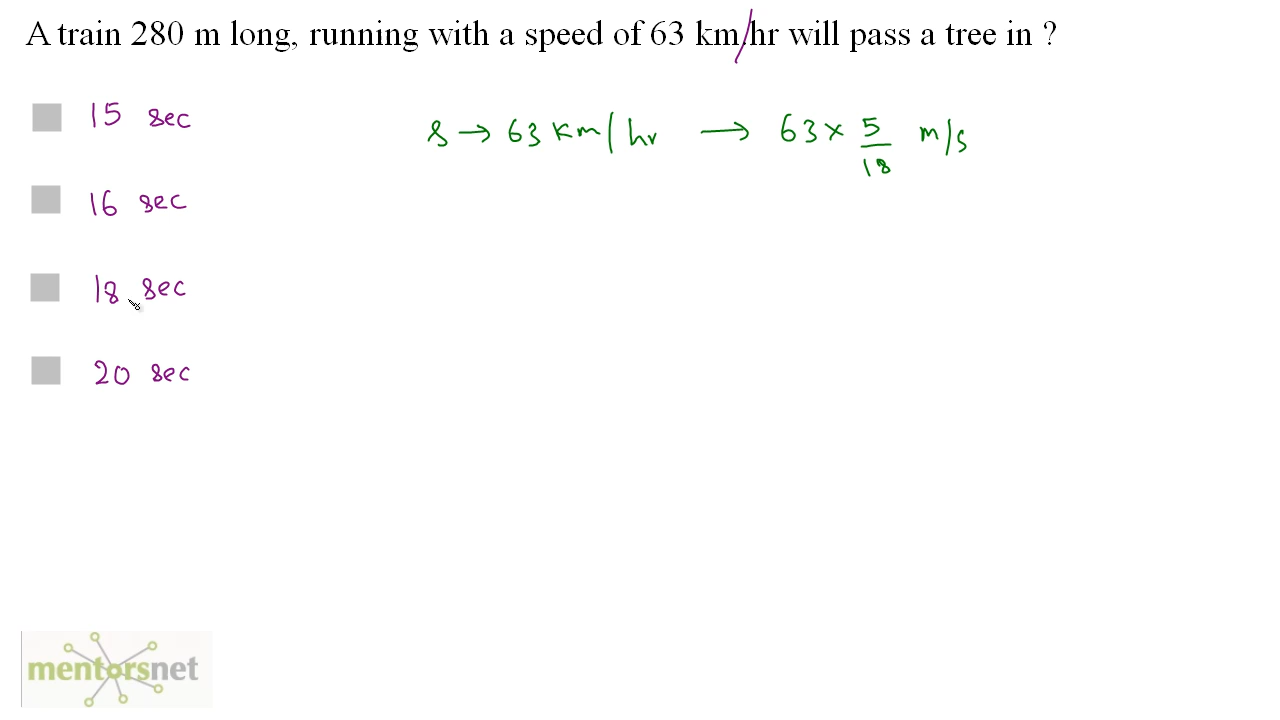 A train 280 m long, running with a speed of 63 km/hr will pass a tree in ?
15 sec
s → 63 km/hr → 63 × 5/18 m/s
16 sec
18 sec
20 sec
mentorsnet